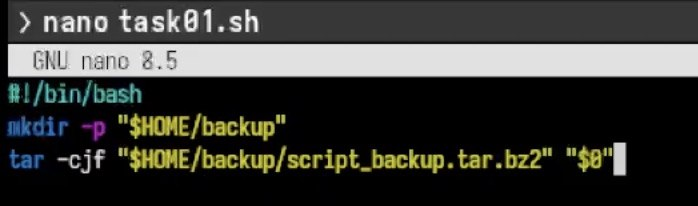 ❯ nano task01.sh
GNU nano 8.5
#!/bin/bash
mkdir -p "$HOME/backup"
tar -cjf "$HOME/backup/script_backup.tar.bz2" "$0"